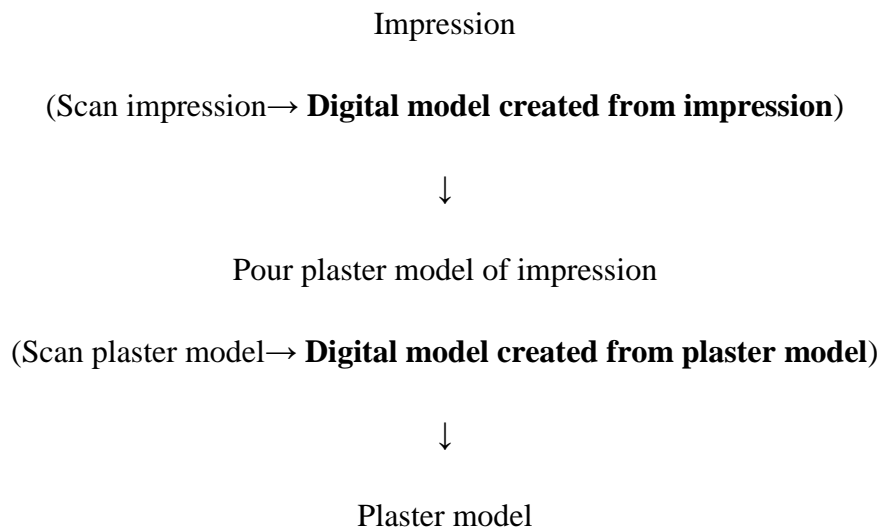 Impression
(Scan impression→ Digital model created from impression)
↓
Pour plaster model of impression
(Scan plaster model→ Digital model created from plaster model)
↓
Plaster model